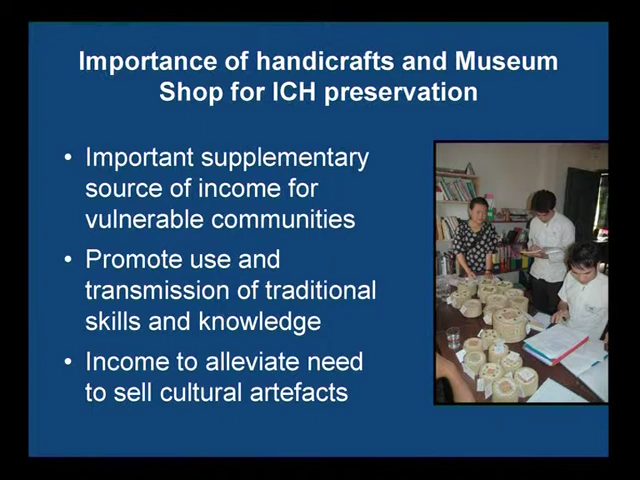 Importance of handicrafts and Museum
Shop for ICH preservation
• Important supplementary
source of income for
vulnerable communities
• Promote use and
transmission of traditional
skills and knowledge
• Income to alleviate need
to sell cultural artefacts